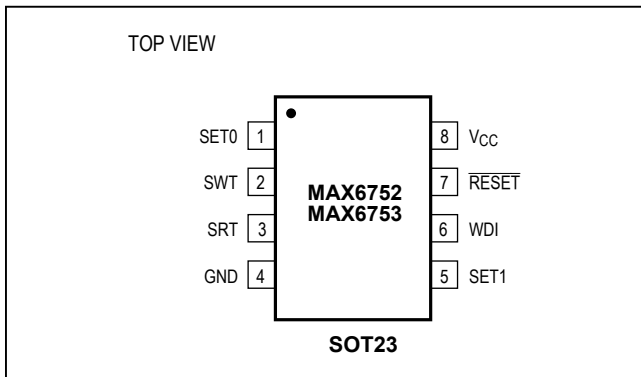 TOP VIEW
SET0 1
SWT 2
SRT 3
GND 4
MAX6752
MAX6753
8 VCC
7 RESET
6 WDI
5 SET1
SOT23